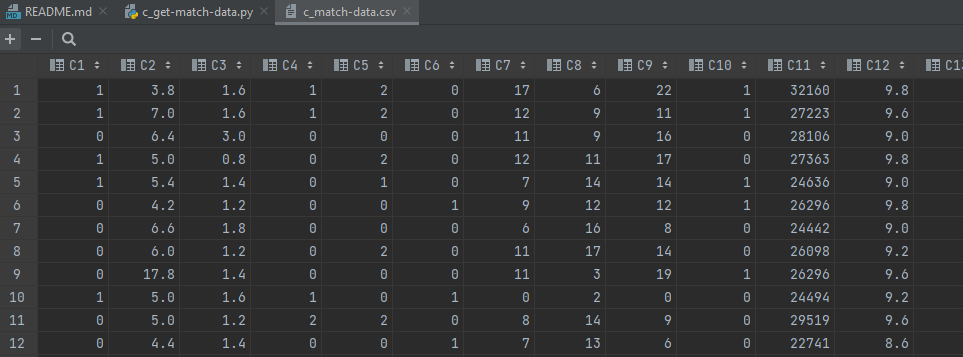 README.md c_get-match-data.py c_match-data.csv
C1 C2 C3 C4 C5 C6 C7 C8 C9 C10 C11 C12 C13
1 1 3.8 1.6 1 2 0 17 6 22 1 32160 9.8
2 1 7.0 1.6 1 2 0 12 9 11 1 27223 9.6
3 0 6.4 3.0 0 0 0 11 9 16 0 28106 9.0
4 1 5.0 0.8 0 2 0 12 11 17 0 27363 9.8
5 1 5.4 1.4 0 1 0 7 14 14 1 24636 9.0
6 0 4.2 1.2 0 0 1 9 12 12 1 26296 9.8
7 0 6.6 1.8 0 0 0 6 16 8 0 24442 9.0
8 0 6.0 1.2 0 2 0 11 17 14 0 26098 9.2
9 0 17.8 1.4 0 0 0 11 3 19 1 26296 9.6
10 1 5.0 1.6 1 0 1 0 2 0 0 24494 9.2
11 0 5.0 1.2 2 2 0 8 14 9 0 29519 9.6
12 0 4.4 1.4 0 0 1 7 13 6 0 22741 8.6